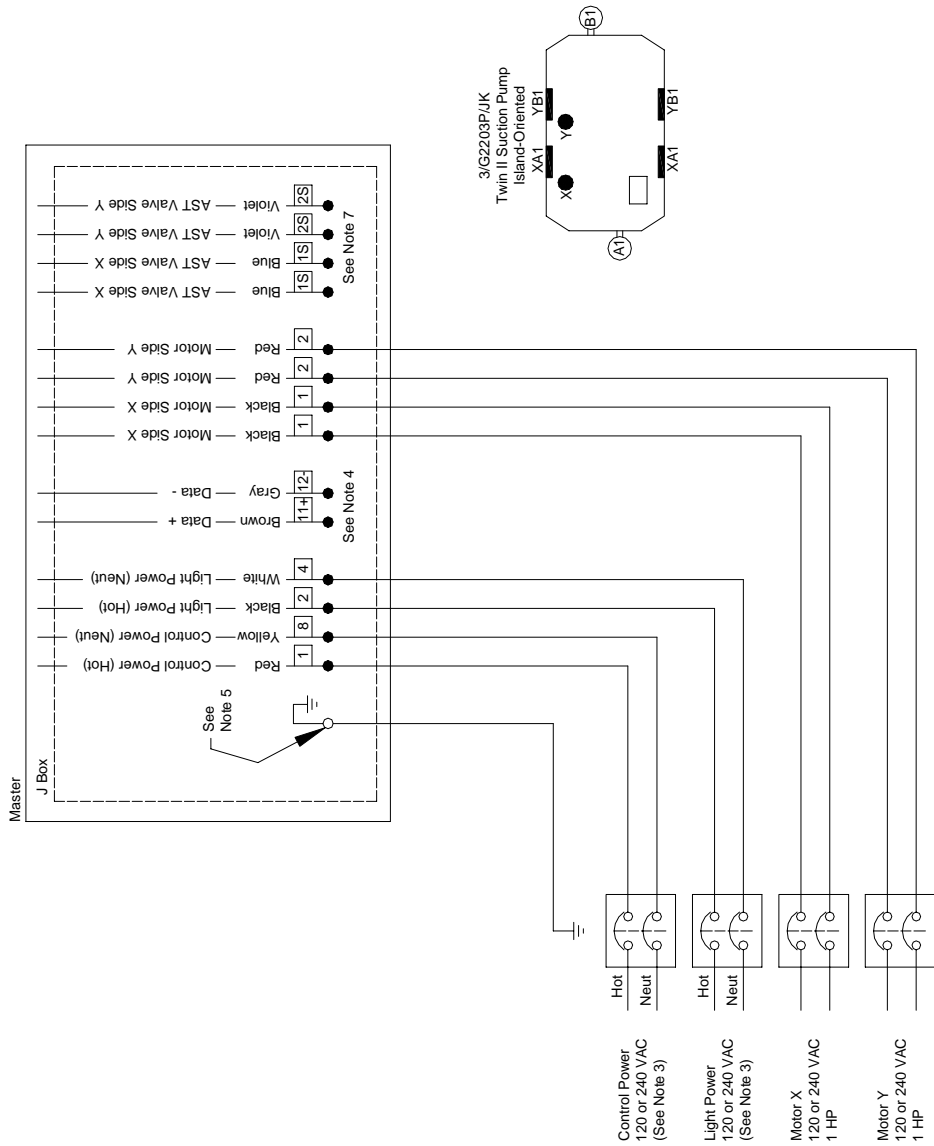 Master
J Box
See
Note 5
Control Power (Hot) Red 1
Control Power (Neut) Yellow 8
Light Power (Hot) Black 2
Light Power (Neut) White 4
Data + Brown 11+
Data - Gray 12-
See Note 4
Motor Side X Black 1
Motor Side X Black 1
Motor Side Y Red 2
Motor Side Y Red 2
AST Valve Side X Blue 1S
AST Valve Side X Blue 1S
AST Valve Side Y Violet 2S
AST Valve Side Y Violet 2S
See Note 7
3/G2203P/JK
Twin II Suction Pump
Island-Oriented
XA1 YB1
X Y
A1
B1
XA1 YB1
Hot
Neut
Control Power
120 or 240 VAC
(See Note 3)
Hot
Neut
Light Power
120 or 240 VAC
(See Note 3)
Motor X
120 or 240 VAC
1 HP
Motor Y
120 or 240 VAC
1 HP